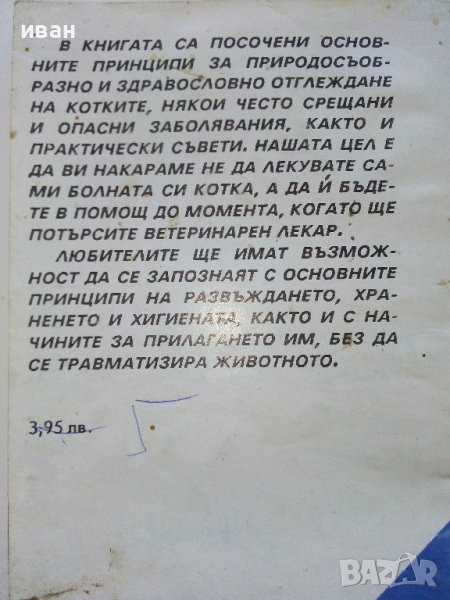 иван
В КНИГАТА СА ПОСОЧЕНИ ОСНОВ-
НИТЕ ПРИНЦИПИ ЗА ПРИРОДОСЪОБ-
РАЗНО И ЗДРАВОСЛОВНО ОТГЛЕЖДАНЕ
НА КОТКИТЕ, НЯКОИ ЧЕСТО СРЕЩАНИ
И ОПАСНИ ЗАБОЛЯВАНИЯ, КАКТО И
ПРАКТИЧЕСКИ СЪВЕТИ. НАШАТА ЦЕЛ Е
ДА ВИ НАКАРАМЕ НЕ ДА ЛЕКУВАТЕ СА-
МИ БОЛНАТА СИ КОТКА, А ДА Й БЪДЕ-
ТЕ В ПОМОЩ ДО МОМЕНТА, КОГАТО ЩЕ
ПОТЪРСИТЕ ВЕТЕРИНАРЕН ЛЕКАР.
ЛЮБИТЕЛИТЕ ЩЕ ИМАТ ВЪЗМОЖ-
НОСТ ДА СЕ ЗАПОЗНАЯТ С ОСНОВНИТЕ
ПРИНЦИПИ НА РАЗВЪЖДАНЕТО, ХРА-
НЕНЕТО И ХИГИЕНАТА, КАКТО И С НА-
ЧИНИТЕ ЗА ПРИЛАГАНЕТО ИМ, БЕЗ ДА
СЕ ТРАВМАТИЗИРА ЖИВОТНОТО.
3,95 лв.
BAZAR